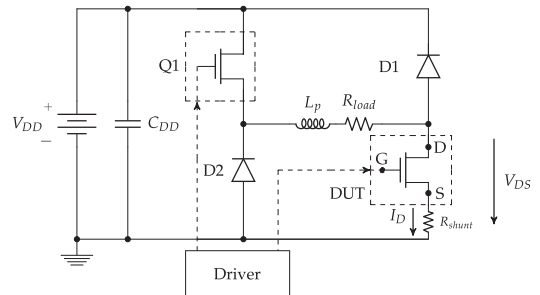 Q1
D1
L_p
R_load
+
V_DD
−
C_DD
D
G
D2
DUT
S
V_DS
I_D
R_shunt
Driver